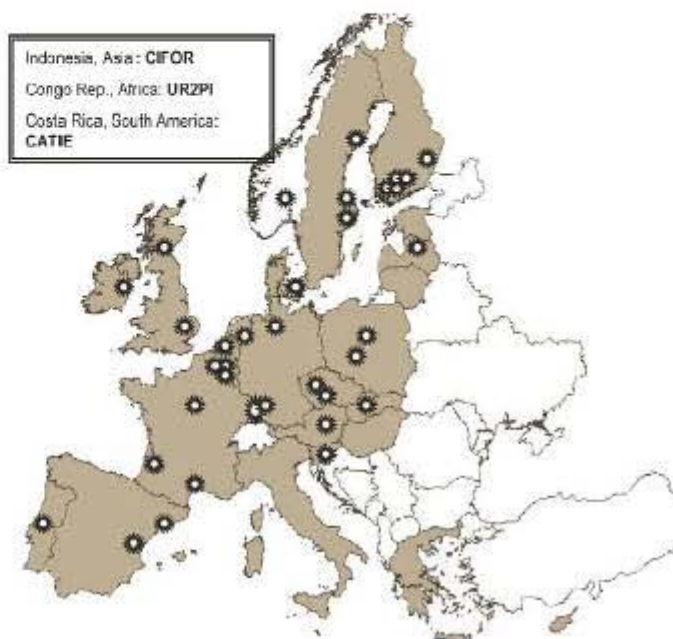 Indonesia, Asia: CIFOR
Congo Rep., Africa: UR2PI
Costa Rica, South America:
CATIE